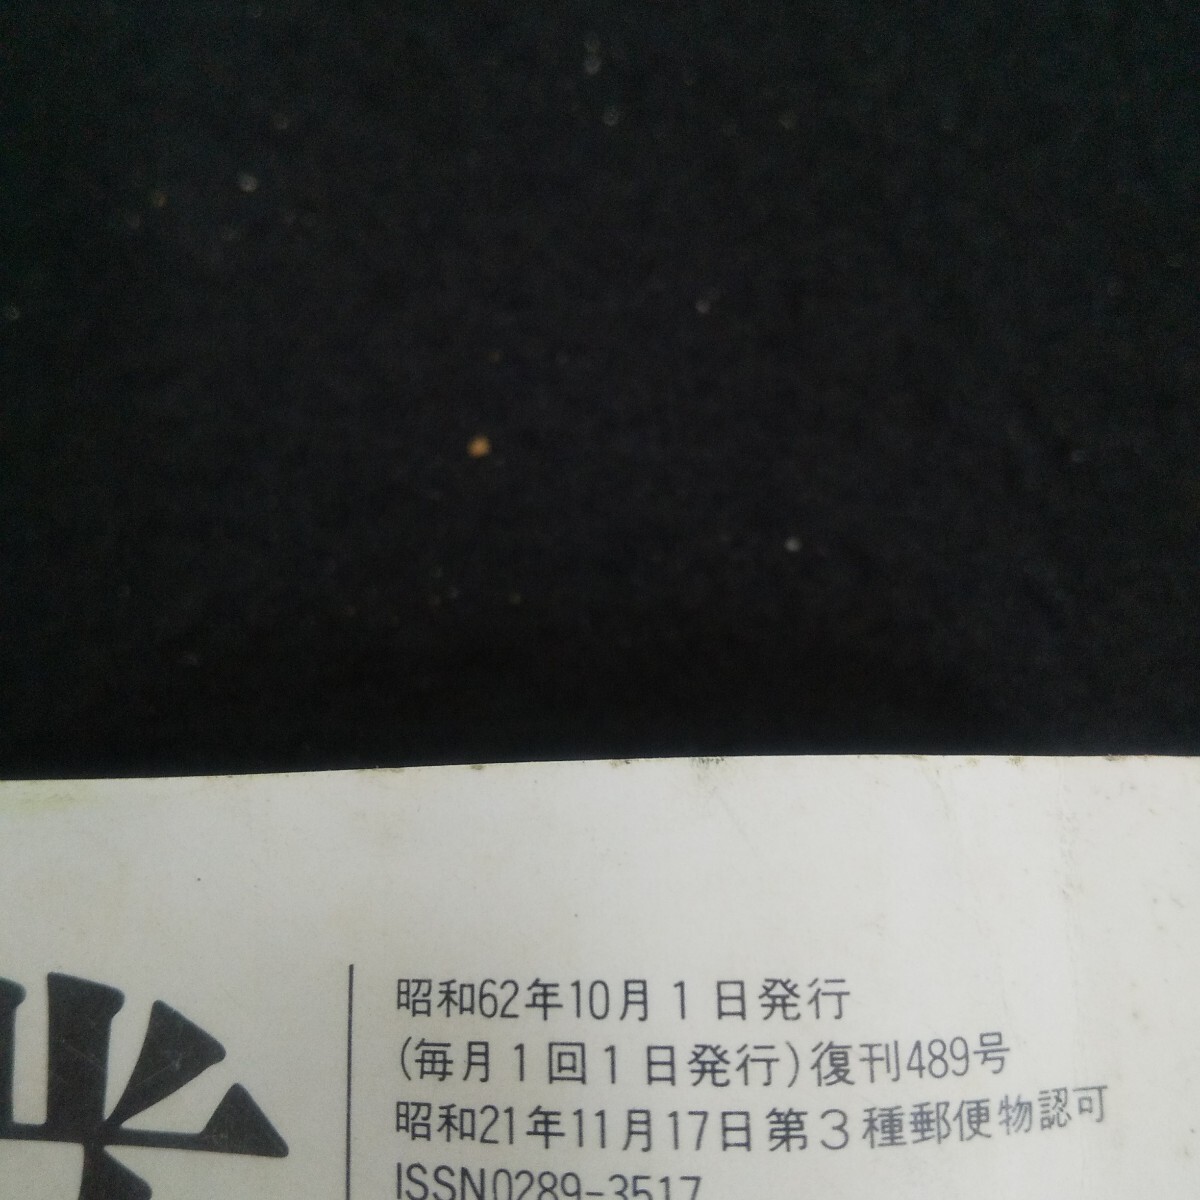 昭和62年10月1日発行
(毎月1回1日発行)復刊489号
昭和21年11月17日第3種郵便物認可
ISSN0289-3517